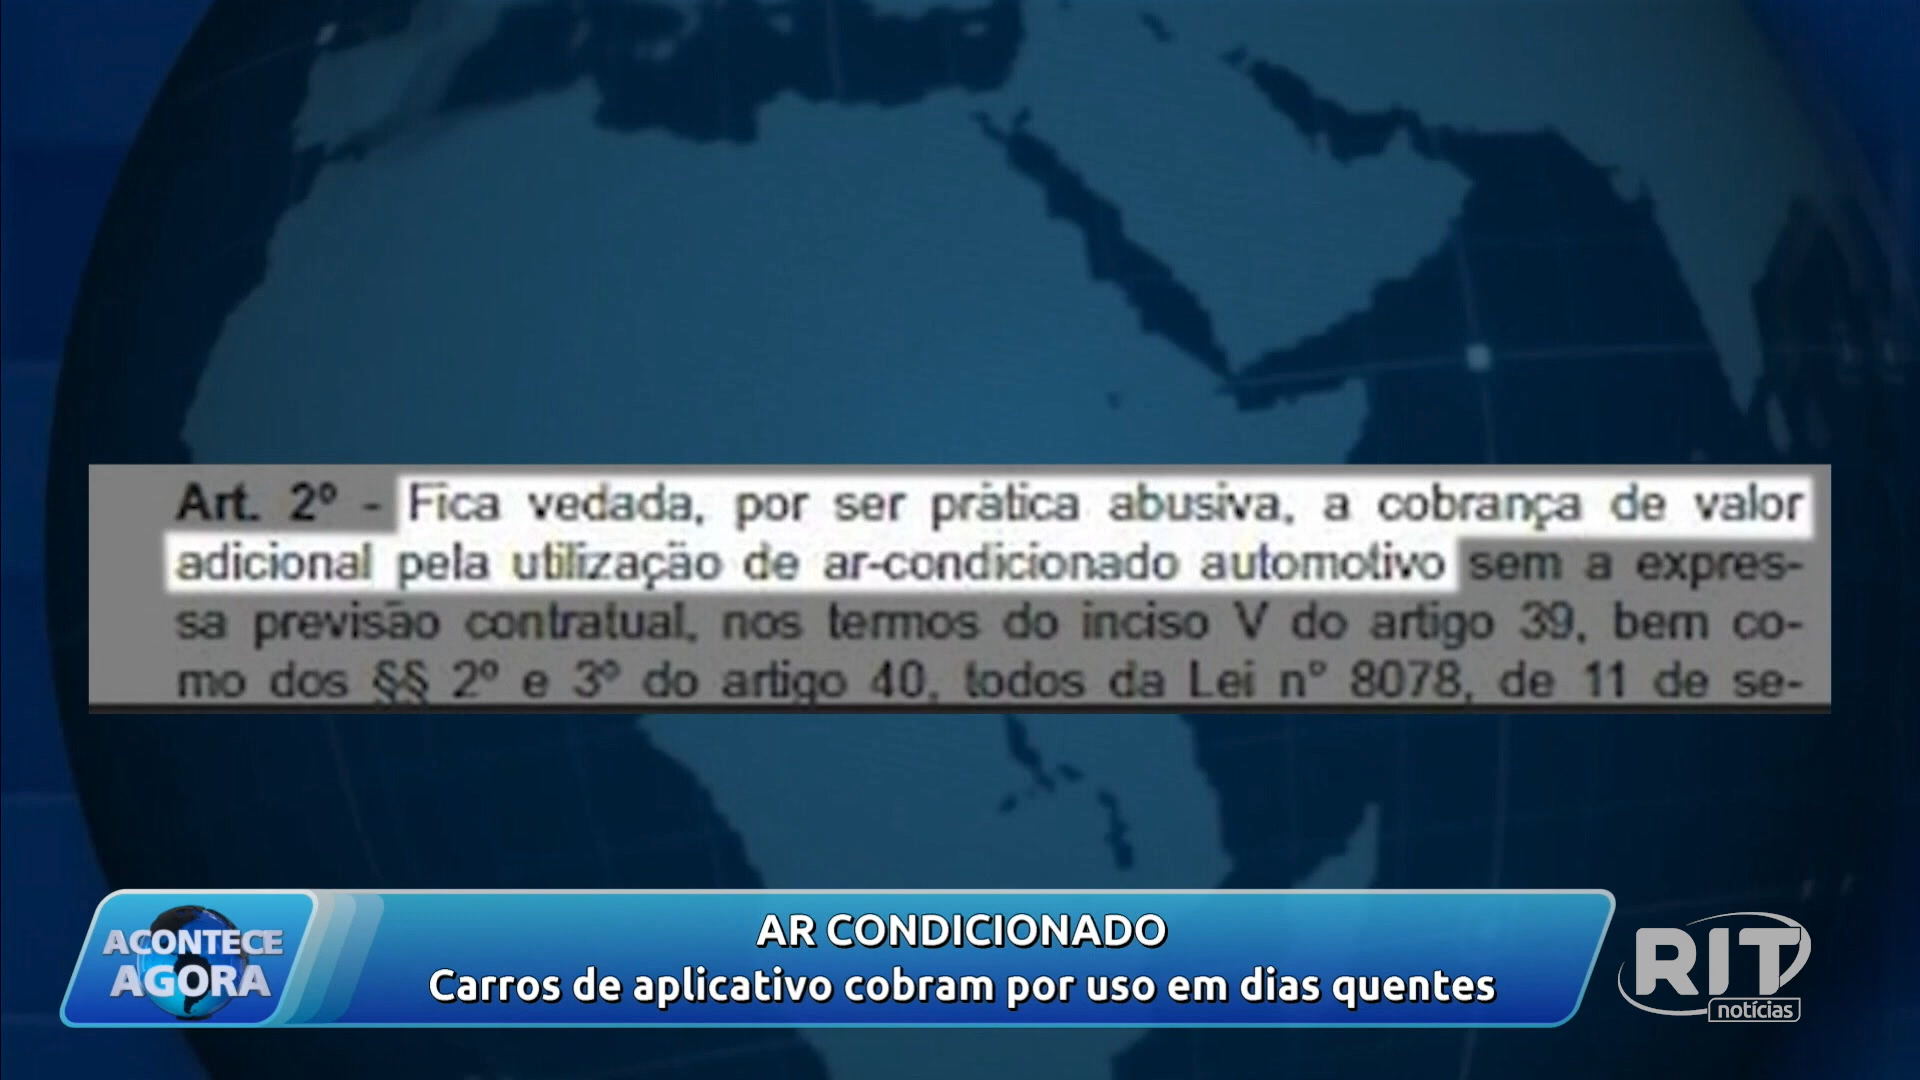 Art. 2º - Fica vedada, por ser prática abusiva, a cobrança de valor
adicional pela utilização de ar-condicionado automotivo sem a expres-
sa previsão contratual, nos termos do inciso V do artigo 39, bem co-
mo dos §§ 2º e 3º do artigo 40, todos da Lei n° 8078, de 11 de se-
ACONTECE
AGORA
AR CONDICIONADO
Carros de aplicativo cobram por uso em dias quentes
RIT
notícias